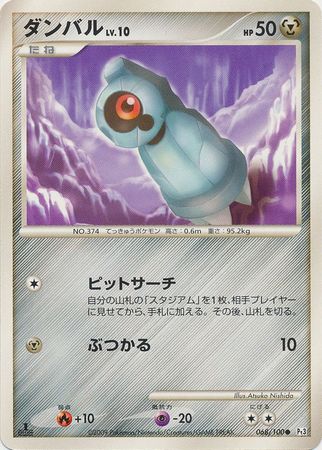 ダンバル LV.10 HP 50
たね
NO.374 てっきゅうポケモン 高さ：0.6m 重さ：95.2kg
ピットサーチ
自分の山札の「スタジアム」を1枚、相手プレイヤー
に見せてから、手札に加える。その後、山札を切る。
ぶつかる 10
Illus. Atsuko Nishida
弱点 抵抗力 にげる
+10 -20
©2009 Pokémon/Nintendo/Creatures/GAME FREAK.
068/100 Pt3